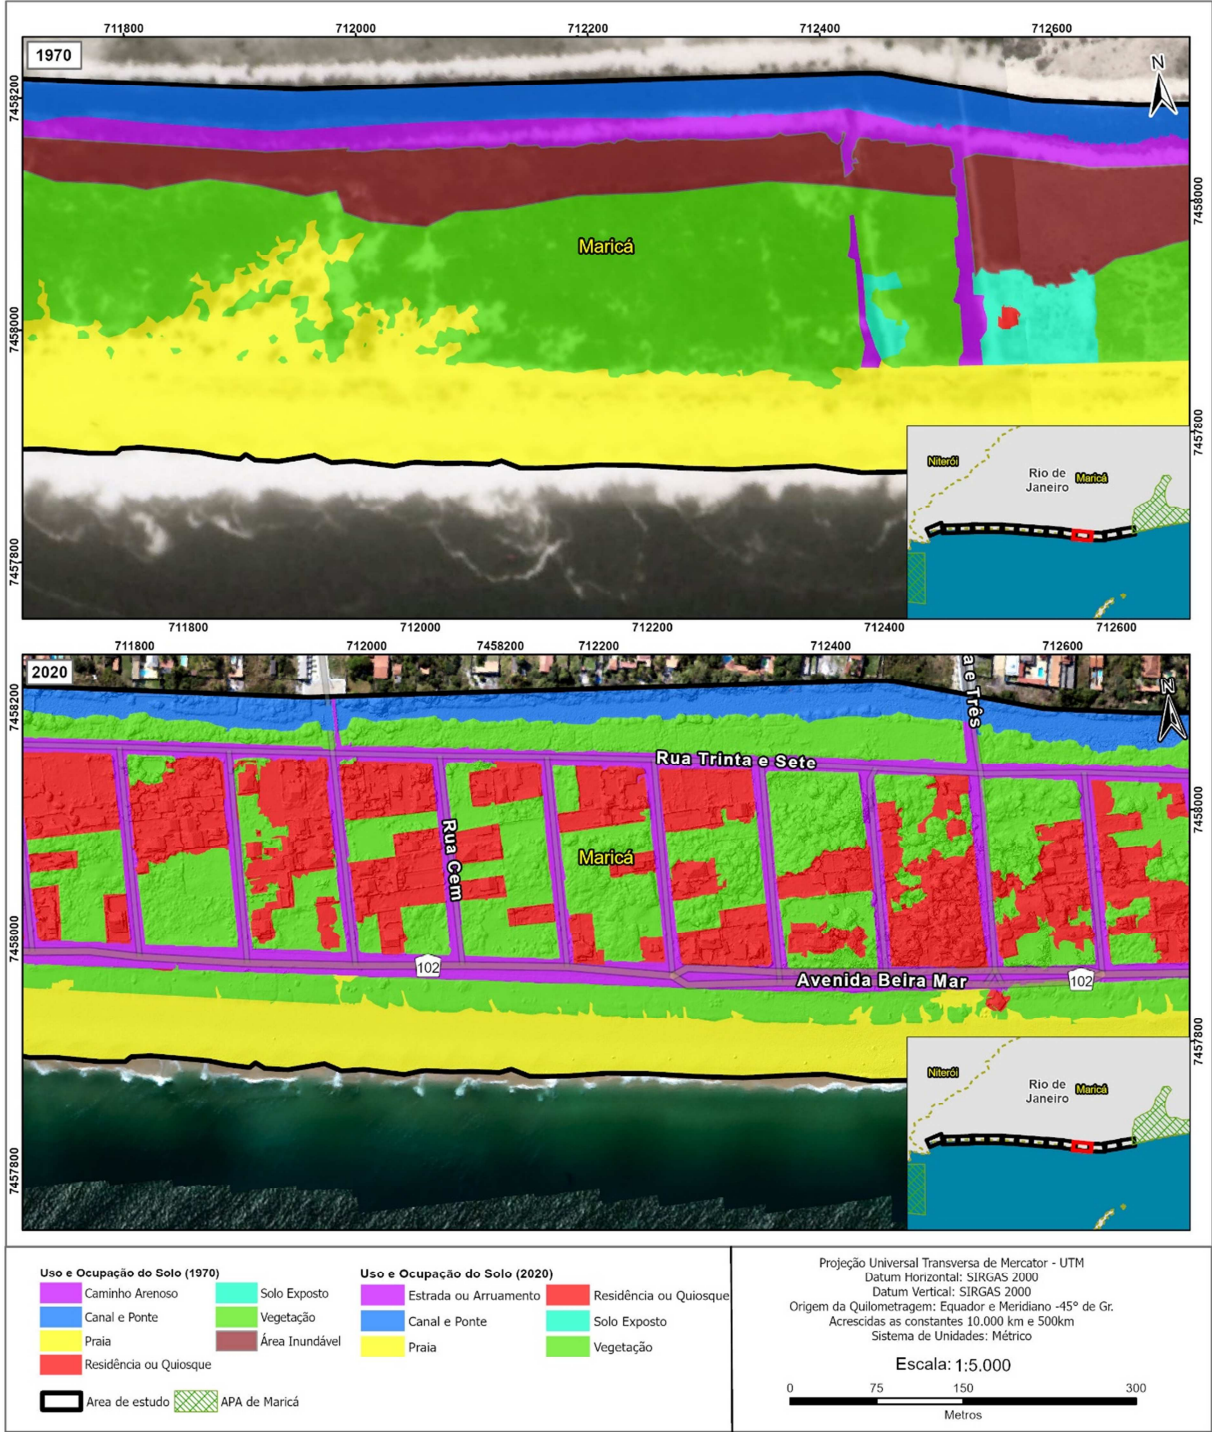 711800
712000
712200
712400
712600
1970
N
7458200
7458000
7458000
7457800
7457800
Maricá
Niterói
Rio de
Janeiro
Maricá
711800
712000
712200
712400
712600
711800
712000
7458200
712200
712400
712600
2020
a e Três
N
7458200
7458000
7458000
7457800
7457800
Rua Trinta e Sete
Rua Cem
Maricá
102
Avenida Beira Mar
102
Niterói
Rio de
Janeiro
Maricá
Uso e Ocupação do Solo (1970)
Caminho Arenoso
Canal e Ponte
Praia
Residência ou Quiosque
Solo Exposto
Vegetação
Área Inundável
Uso e Ocupação do Solo (2020)
Estrada ou Arruamento
Canal e Ponte
Praia
Residência ou Quiosque
Solo Exposto
Vegetação
Area de estudo
APA de Maricá
Projeção Universal Transversa de Mercator - UTM
Datum Horizontal: SIRGAS 2000
Datum Vertical: SIRGAS 2000
Origem da Quilometragem: Equador e Meridiano -45° de Gr.
Acrescidas as constantes 10.000 km e 500km
Sistema de Unidades: Métrico
Escala: 1:5.000
0 75 150 300
Metros